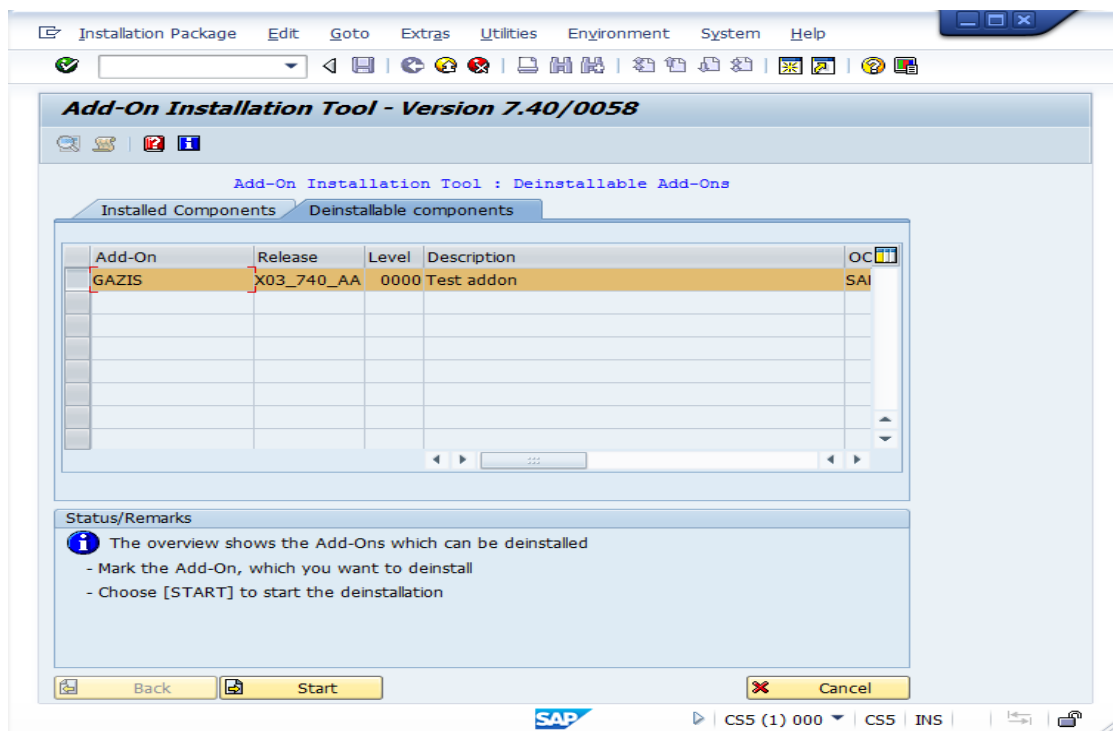 Installation Package Edit Goto Extras Utilities Environment System Help
Add-On Installation Tool - Version 7.40/0058
Add-On Installation Tool : Deinstallable Add-Ons
Installed Components Deinstallable components
Add-On Release Level Description OC
GAZIS X03_740_AA 0000 Test addon SA
Status/Remarks
The overview shows the Add-Ons which can be deinstalled
- Mark the Add-On, which you want to deinstall
- Choose [START] to start the deinstallation
Back Start Cancel
SAP CS5 (1) 000 CS5 INS